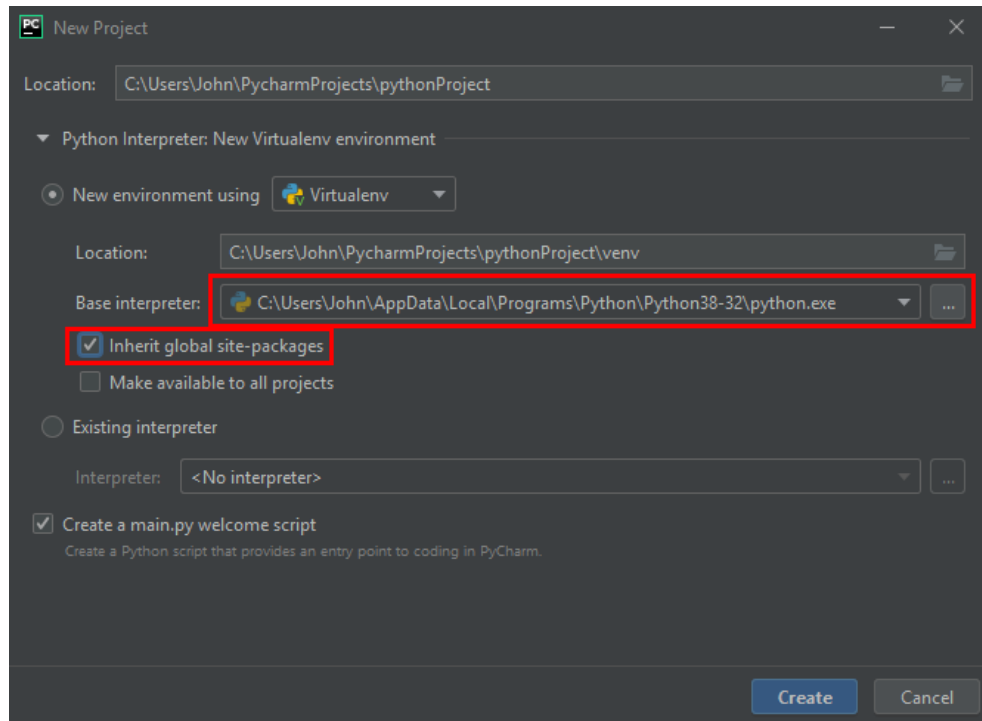 PC New Project
Location: C:\Users\John\PycharmProjects\pythonProject
Python Interpreter: New Virtualenv environment
New environment using Virtualenv
Location: C:\Users\John\PycharmProjects\pythonProject\venv
Base interpreter: C:\Users\John\AppData\Local\Programs\Python\Python38-32\python.exe ...
Inherit global site-packages
Make available to all projects
Existing interpreter
Interpreter: <No interpreter> ...
Create a main.py welcome script
Create a Python script that provides an entry point to coding in PyCharm.
Create Cancel